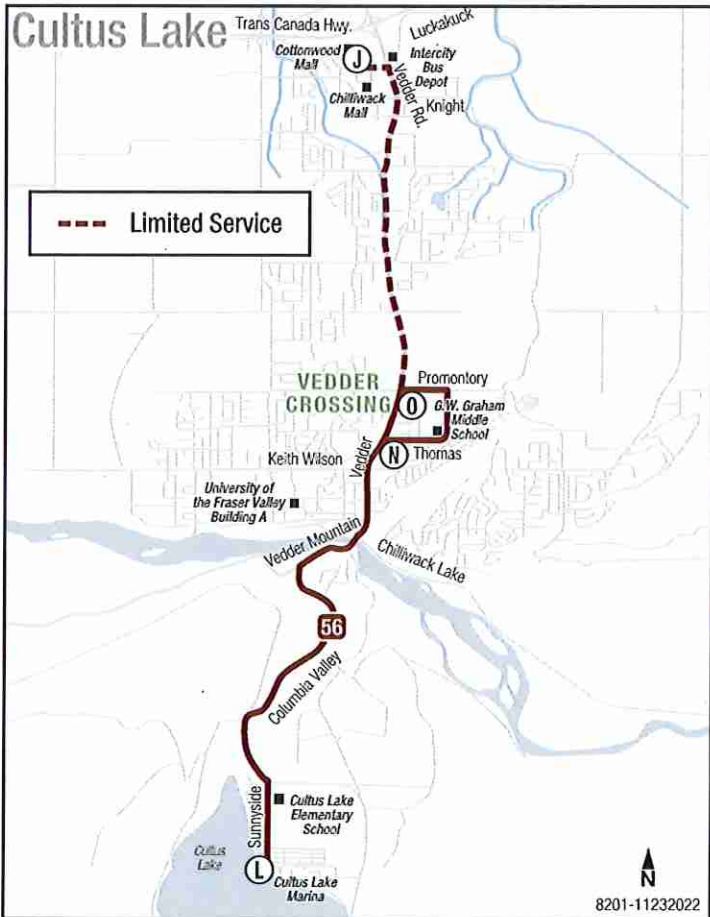 Cultus Lake
Trans Canada Hwy.
Luckakuck
Cottonwood
Mall
J
Intercity
Bus
Depot
Chilliwack
Mall
Vedder Rd.
Knight
Limited Service
VEDDER
CROSSING
Promontory
O
G.W. Graham
Middle
School
N
Thomas
Keith Wilson
Vedder
University of
the Fraser Valley
Building A
Vedder Mountain
Chilliwack Lake
56
Columbia Valley
Sunnyside
Cultus Lake
Elementary
School
Cultus
Lake
L
Cultus Lake
Marina
N
8201-11232022